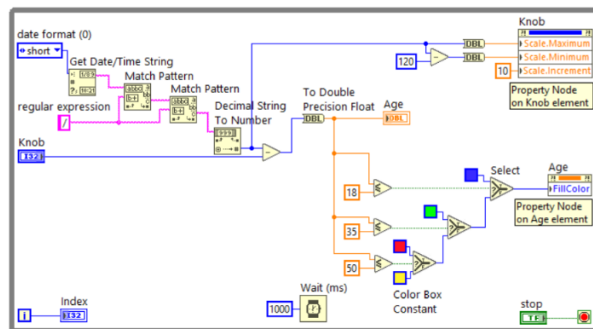 date format (0)
short
Get Date/Time String
Match Pattern
Match Pattern
regular expression
/
Decimal String
To Number
Knob
I32
To Double
Precision Float
DBL
Age
DBL
Knob
DBL
Scale.Maximum
120
DBL
Scale.Minimum
10
Scale.Increment
Property Node
on Knob element
18
35
50
Select
Age
FillColor
Property Node
on Age element
Color Box
Constant
Index
i
I32
1000
Wait (ms)
stop
TF